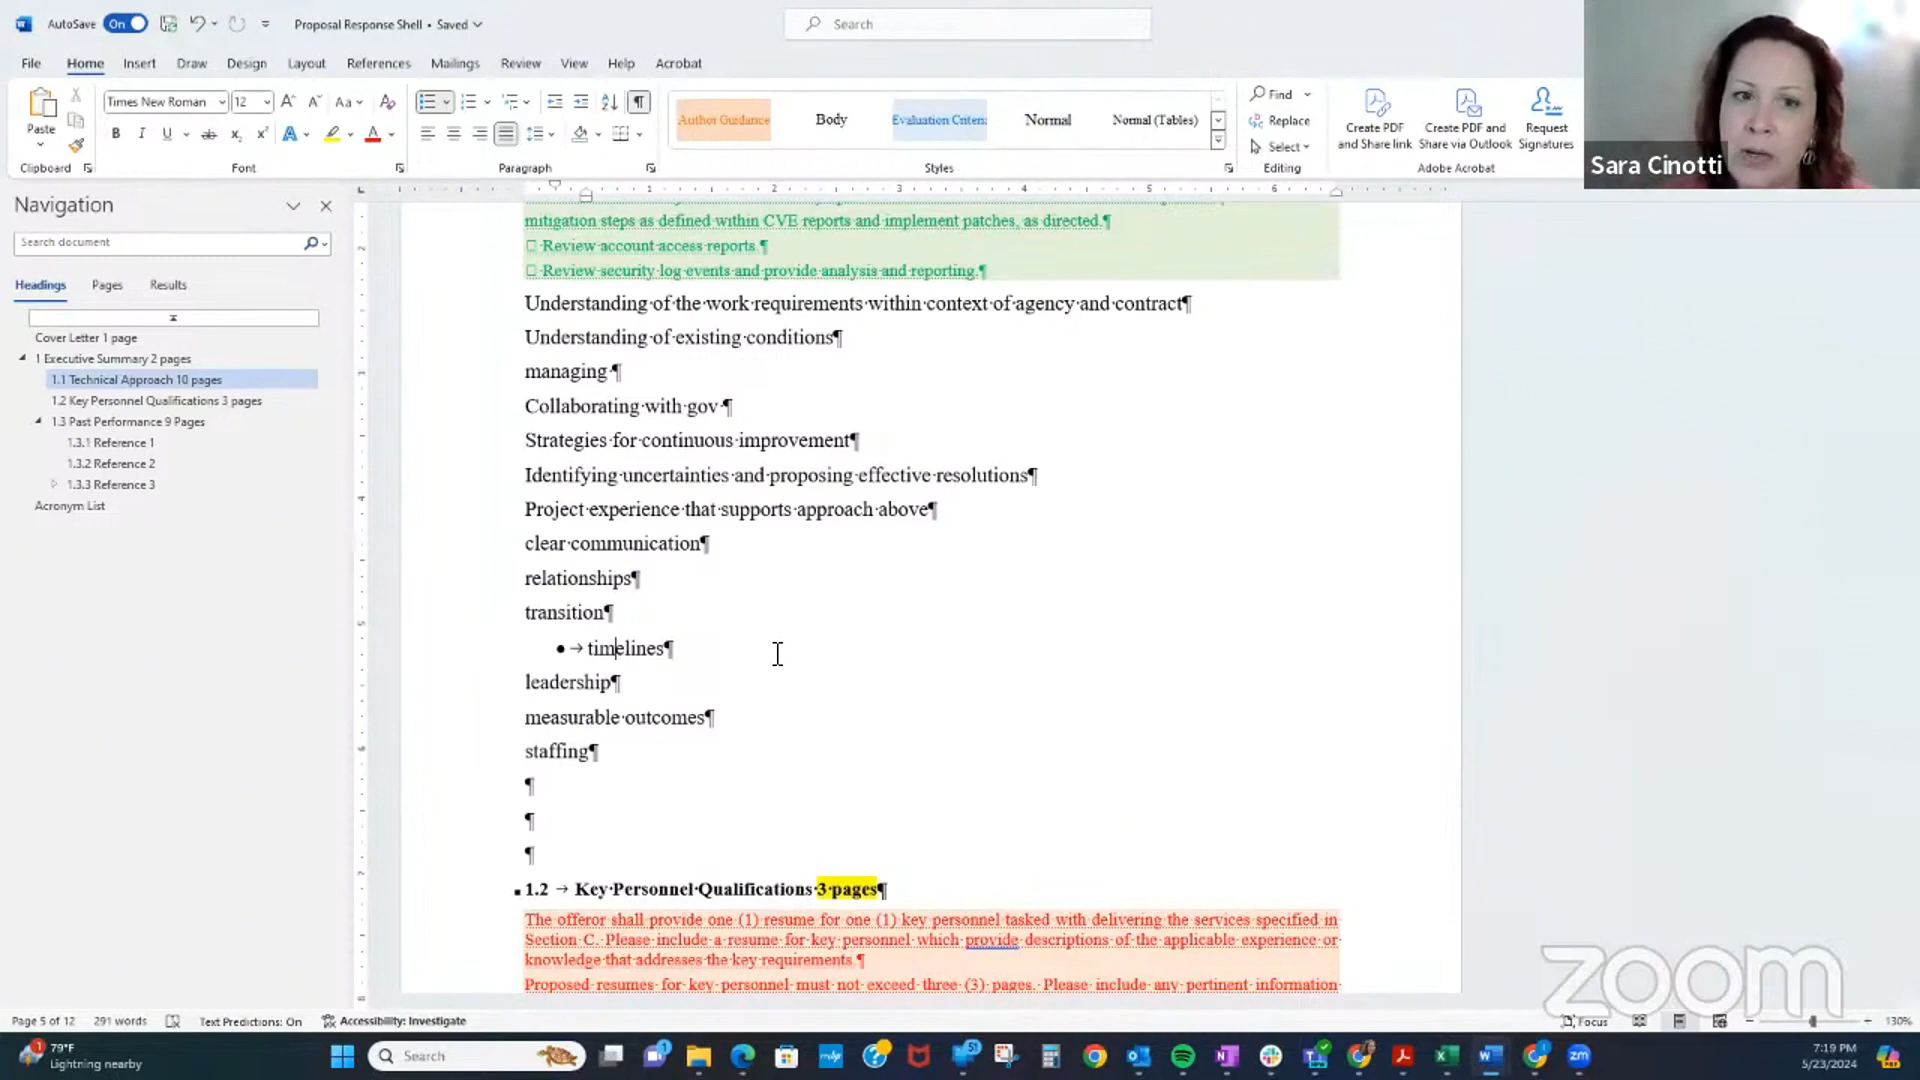 AutoSave On Proposal Response Shell • Saved Search
File Home Insert Draw Design Layout References Mailings Review View Help Acrobat
Paste Times New Roman 12 Author Guidance Body Evaluation Criteri: Normal Normal (Tables) Find Replace Select Create PDF and Share link Create PDF and Share via Outlook Request Signatures
Clipboard Font Paragraph Styles Editing Adobe Acrobat
Sara Cinotti
Navigation
Search document
Headings Pages Results
Cover Letter 1 page
1 Executive Summary 2 pages
1.1 Technical Approach 10 pages
1.2 Key Personnel Qualifications 3 pages
1.3 Past Performance 9 Pages
1.3.1 Reference 1
1.3.2 Reference 2
1.3.3 Reference 3
Acronym List
mitigation steps as defined within CVE reports and implement patches, as directed.¶
□ Review account access reports.¶
□ Review security log events and provide analysis and reporting.¶
Understanding of the work requirements within context of agency and contract¶
Understanding of existing conditions¶
managing ¶
Collaborating with gov ¶
Strategies for continuous improvement¶
Identifying uncertainties and proposing effective resolutions¶
Project experience that supports approach above¶
clear communication¶
relationships¶
transition¶
• → timelines¶
leadership¶
measurable outcomes¶
staffing¶
¶
¶
¶
1.2 → Key Personnel Qualifications 3 pages¶
The offeror shall provide one (1) resume for one (1) key personnel tasked with delivering the services specified in
Section C. Please include a resume for key personnel which provide descriptions of the applicable experience or
knowledge that addresses the key requirements.¶
Proposed resumes for key personnel must not exceed three (3) pages. Please include any pertinent information
zoom
Page 5 of 12 291 words Text Predictions: On Accessibility: Investigate Focus 130%
79°F
Lightning nearby
Search
7:19 PM
5/23/2024